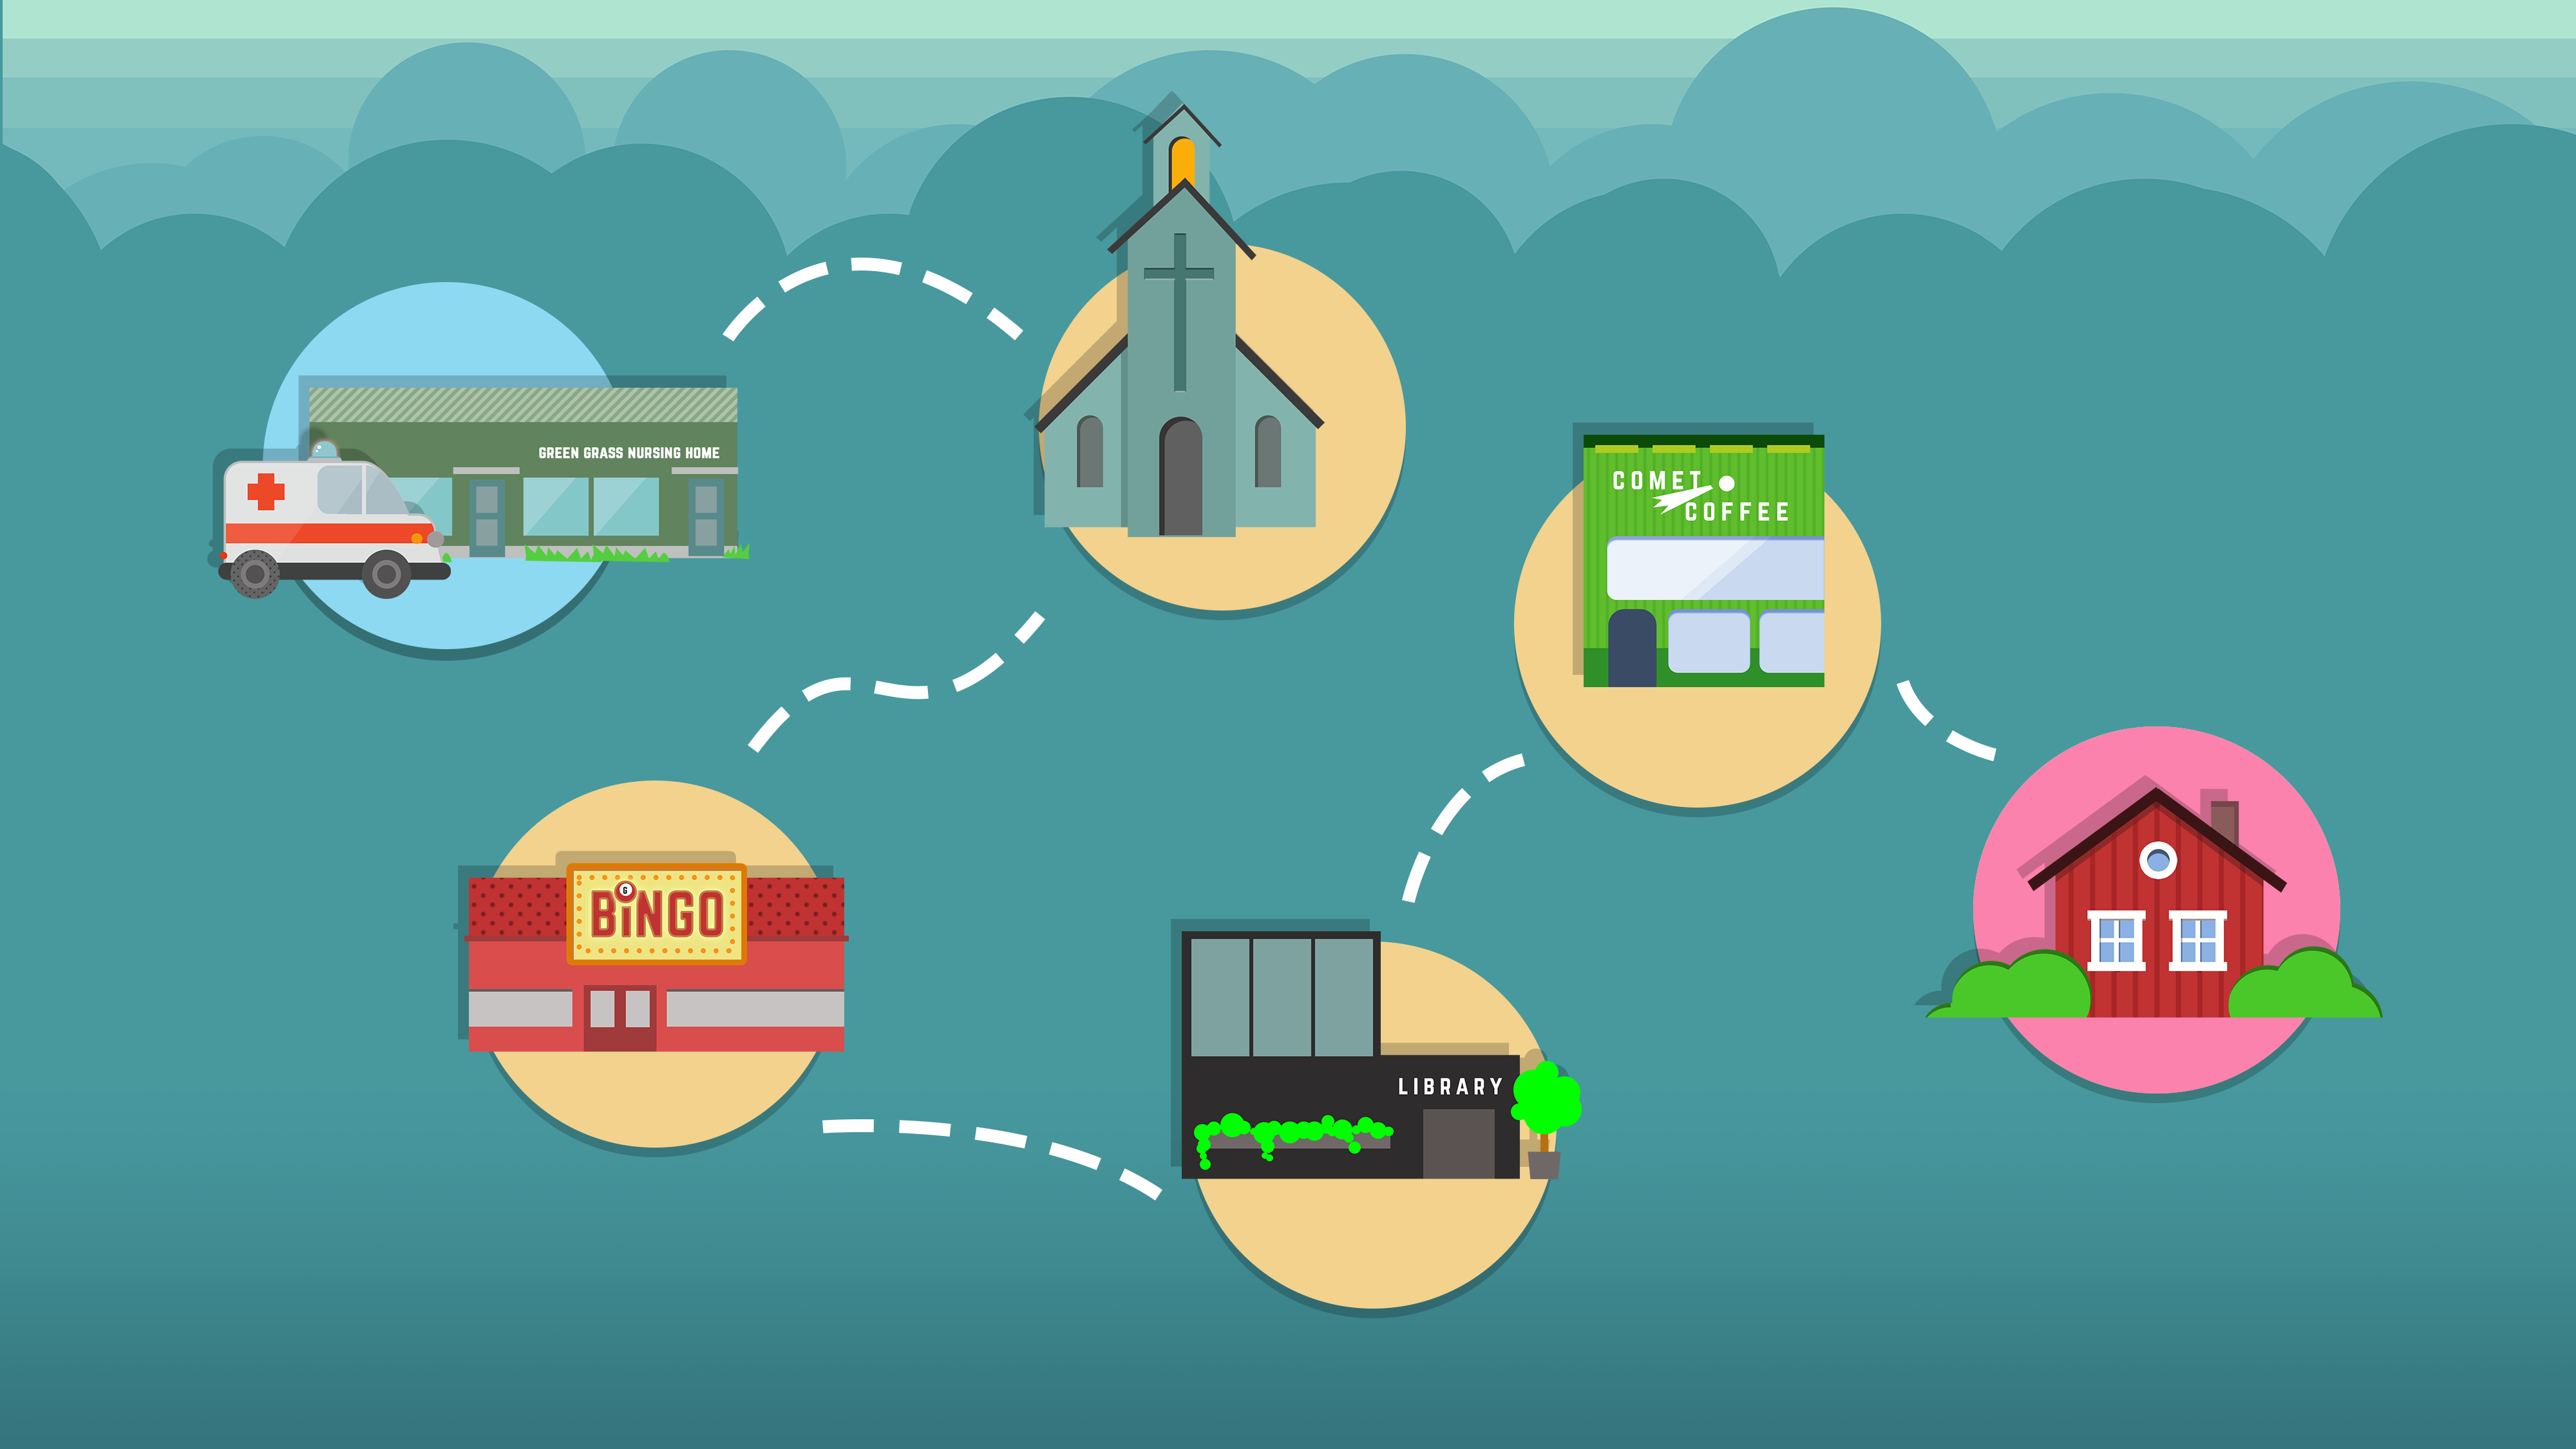 GREEN GRASS NURSING HOME
COMET
COFFEE
G
BINGO
LIBRARY